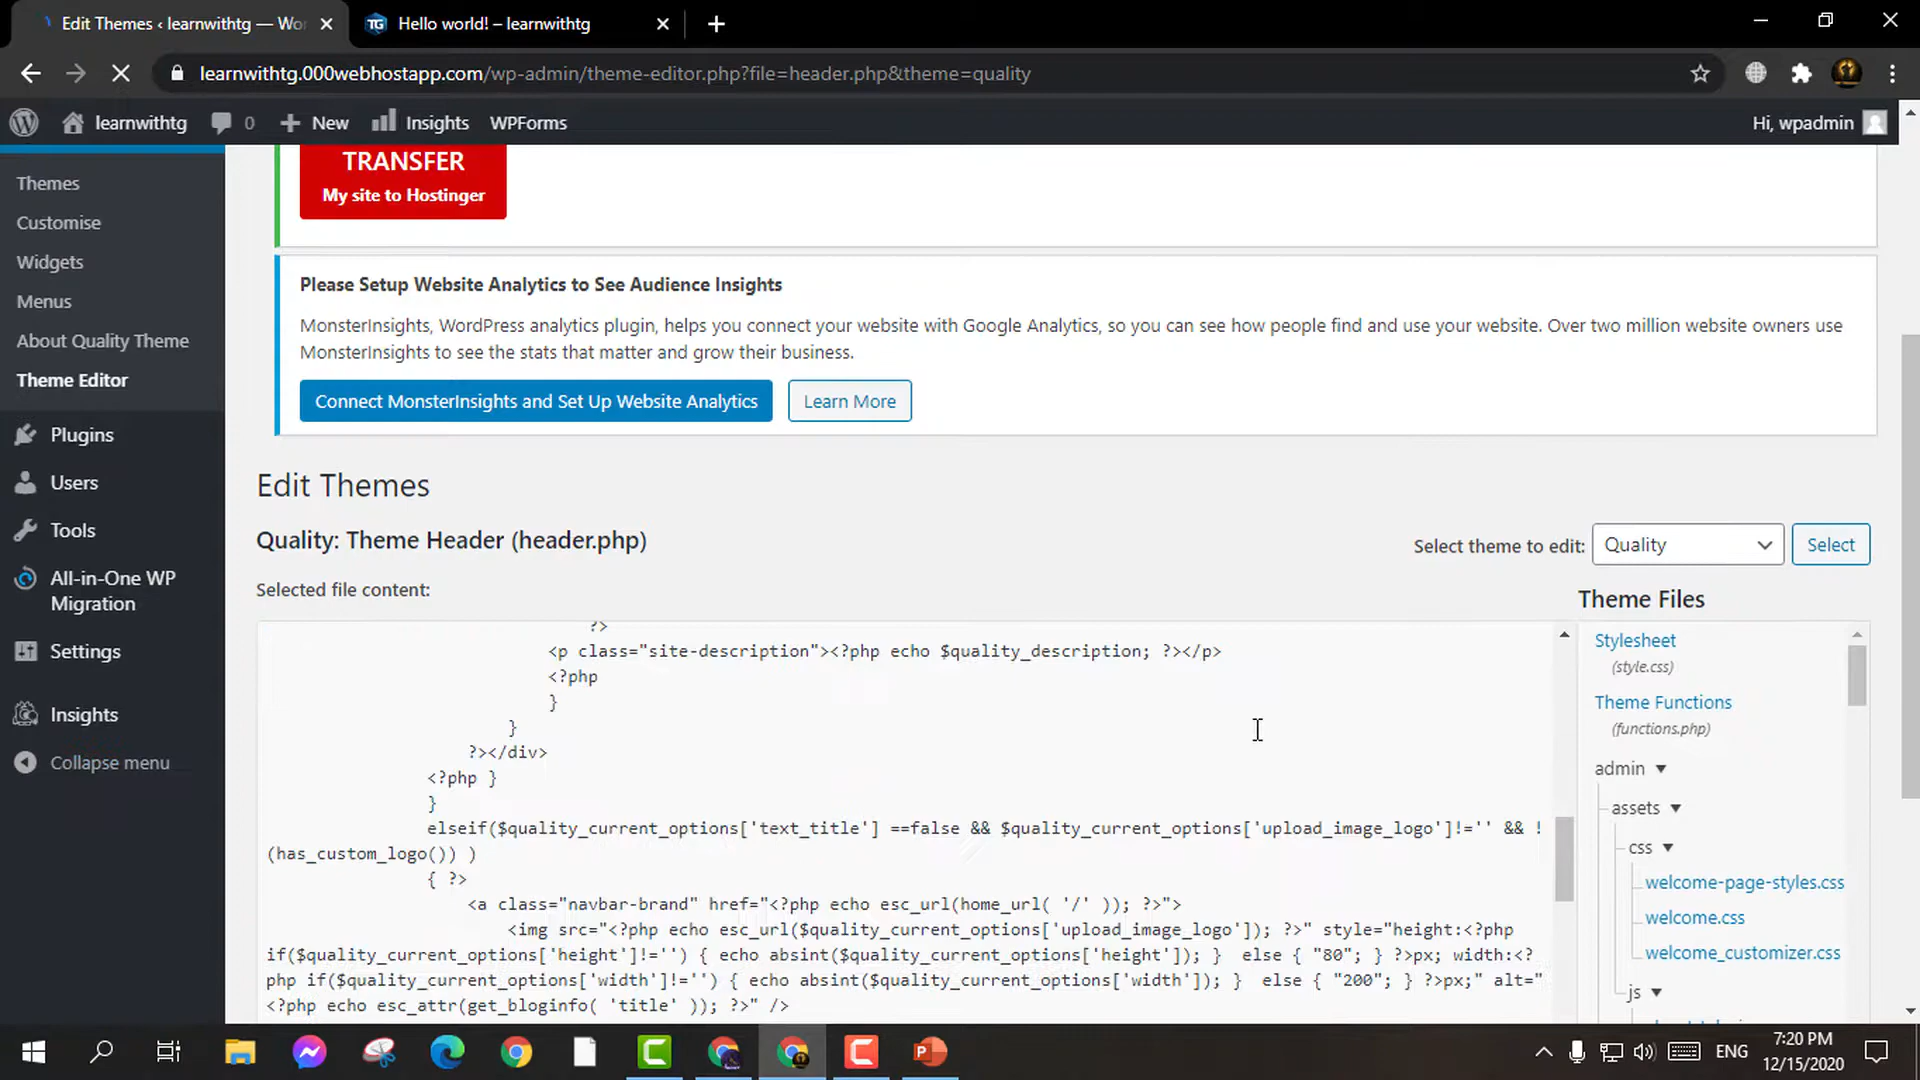 Edit Themes ‹ learnwithtg — Wo
Hello world! – learnwithtg
learnwithtg.000webhostapp.com/wp-admin/theme-editor.php?file=header.php&theme=quality
learnwithtg
0
New
Insights
WPForms
Hi, wpadmin
Themes
Customise
Widgets
Menus
About Quality Theme
Theme Editor
Plugins
Users
Tools
All-in-One WP
Migration
Settings
Insights
Collapse menu
TRANSFER
My site to Hostinger
Please Setup Website Analytics to See Audience Insights
MonsterInsights, WordPress analytics plugin, helps you connect your website with Google Analytics, so you can see how people find and use your website. Over two million website owners use
MonsterInsights to see the stats that matter and grow their business.
Connect MonsterInsights and Set Up Website Analytics
Learn More
Edit Themes
Quality: Theme Header (header.php)
Select theme to edit:
Quality
Select
Selected file content:
?>
<p class="site-description"><?php echo $quality_description; ?></p>
<?php
}
}
?></div>
<?php }
}
elseif($quality_current_options['text_title'] ==false && $quality_current_options['upload_image_logo']!='' && !
(has_custom_logo()) )
{ ?>
<a class="navbar-brand" href="<?php echo esc_url(home_url( '/' )); ?>">
<img src="<?php echo esc_url($quality_current_options['upload_image_logo']); ?>" style="height:<?php
if($quality_current_options['height']!='') { echo absint($quality_current_options['height']); }  else { "80"; } ?>px; width:<?
php if($quality_current_options['width']!='') { echo absint($quality_current_options['width']); }  else { "200"; } ?>px;" alt="
<?php echo esc_attr(get_bloginfo( 'title' )); ?>" />
Theme Files
Stylesheet
(style.css)
Theme Functions
(functions.php)
admin
assets
css
welcome-page-styles.css
welcome.css
welcome_customizer.css
js
ENG
7:20 PM
12/15/2020